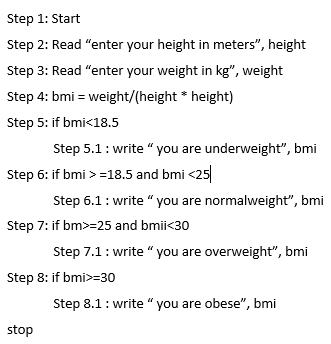 Step 1: Start
Step 2: Read “enter your height in meters”, height
Step 3: Read “enter your weight in kg”, weight
Step 4: bmi = weight/(height * height)
Step 5: if bmi<18.5
Step 5.1 : write “ you are underweight”, bmi
Step 6: if bmi > =18.5 and bmi <25
Step 6.1 : write “ you are normalweight”, bmi
Step 7: if bm>=25 and bmii<30
Step 7.1 : write “ you are overweight”, bmi
Step 8: if bmi>=30
Step 8.1 : write “ you are obese”, bmi
stop